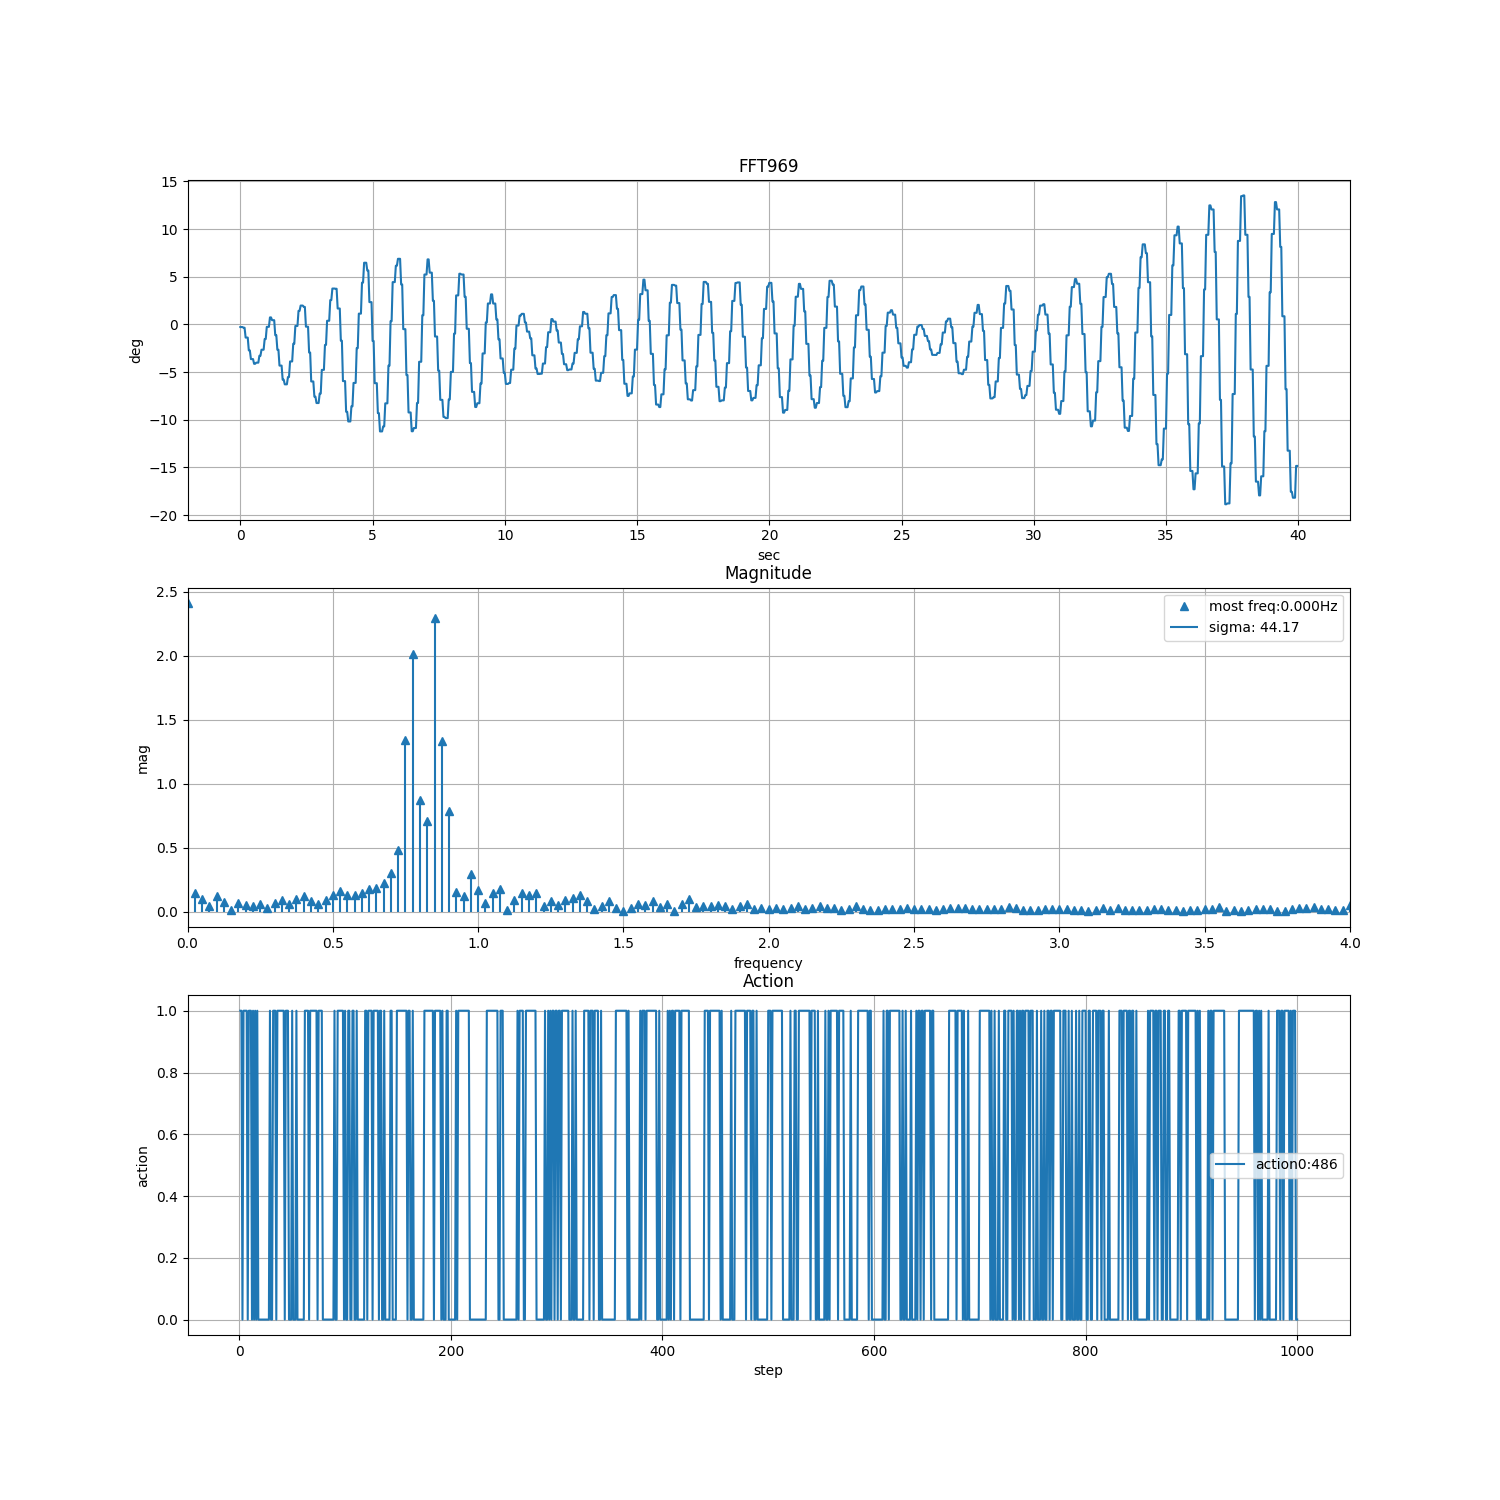 FFT969
15
10
5
0
−5
−10
−15
−20
deg
0 5 10 15 20 25 30 35 40
sec
Magnitude
2.5
2.0
1.5
1.0
0.5
0.0
mag
most freq:0.000Hz
sigma: 44.17
0.0 0.5 1.0 1.5 2.0 2.5 3.0 3.5 4.0
frequency
Action
1.0
0.8
0.6
0.4
0.2
0.0
action
action0:486
0 200 400 600 800 1000
step